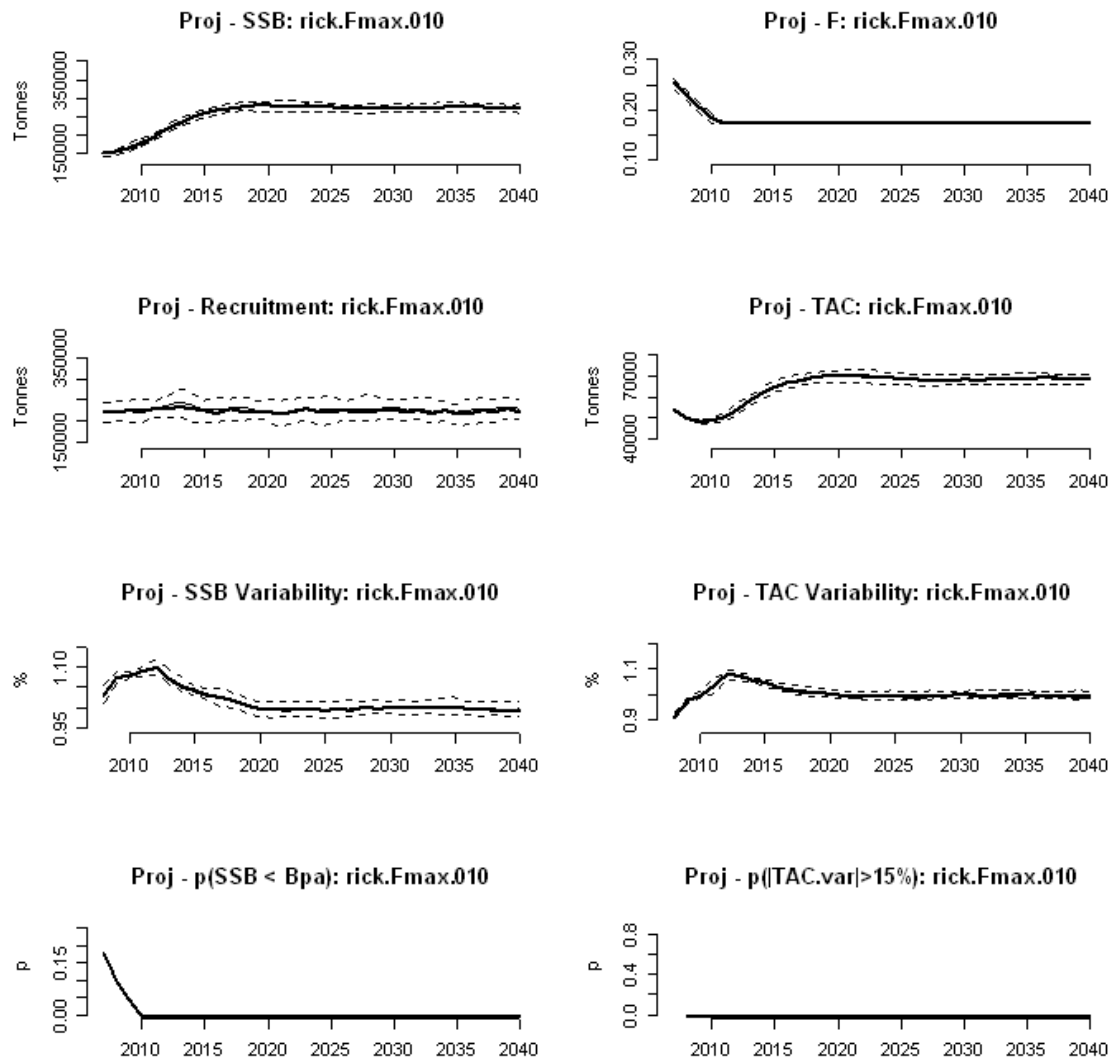 Proj - SSB: rick.Fmax.010
Tonnes
150000 350000
2010 2015 2020 2025 2030 2035 2040
Proj - F: rick.Fmax.010
0.10 0.20 0.30
2010 2015 2020 2025 2030 2035 2040
Proj - Recruitment: rick.Fmax.010
Tonnes
150000 350000
2010 2015 2020 2025 2030 2035 2040
Proj - TAC: rick.Fmax.010
Tonnes
40000 70000
2010 2015 2020 2025 2030 2035 2040
Proj - SSB Variability: rick.Fmax.010
%
0.95 1.10
2010 2015 2020 2025 2030 2035 2040
Proj - TAC Variability: rick.Fmax.010
%
0.9 1.1
2010 2015 2020 2025 2030 2035 2040
Proj - p(SSB < Bpa): rick.Fmax.010
p
0.00 0.15
2010 2015 2020 2025 2030 2035 2040
Proj - p(|TAC.var|>15%): rick.Fmax.010
p
0.0 0.4 0.8
2010 2015 2020 2025 2030 2035 2040